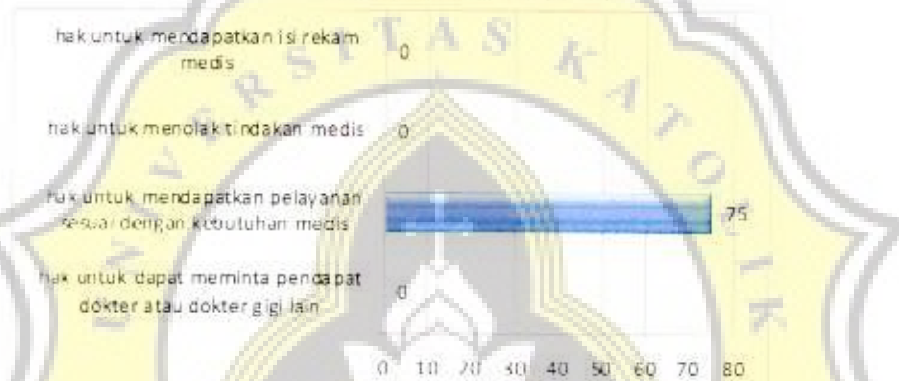 hak untuk mendapatkan isi rekam
medis
0
hak untuk menolak tindakan medis
0
hak untuk mendapatkan pelayanan
sesuai dengan kebutuhan medis
75
hak untuk dapat meminta pendapat
dokter atau dokter gigi lain
0
0 10 20 30 40 50 60 70 80
UNIVERSITAS KATOLIK